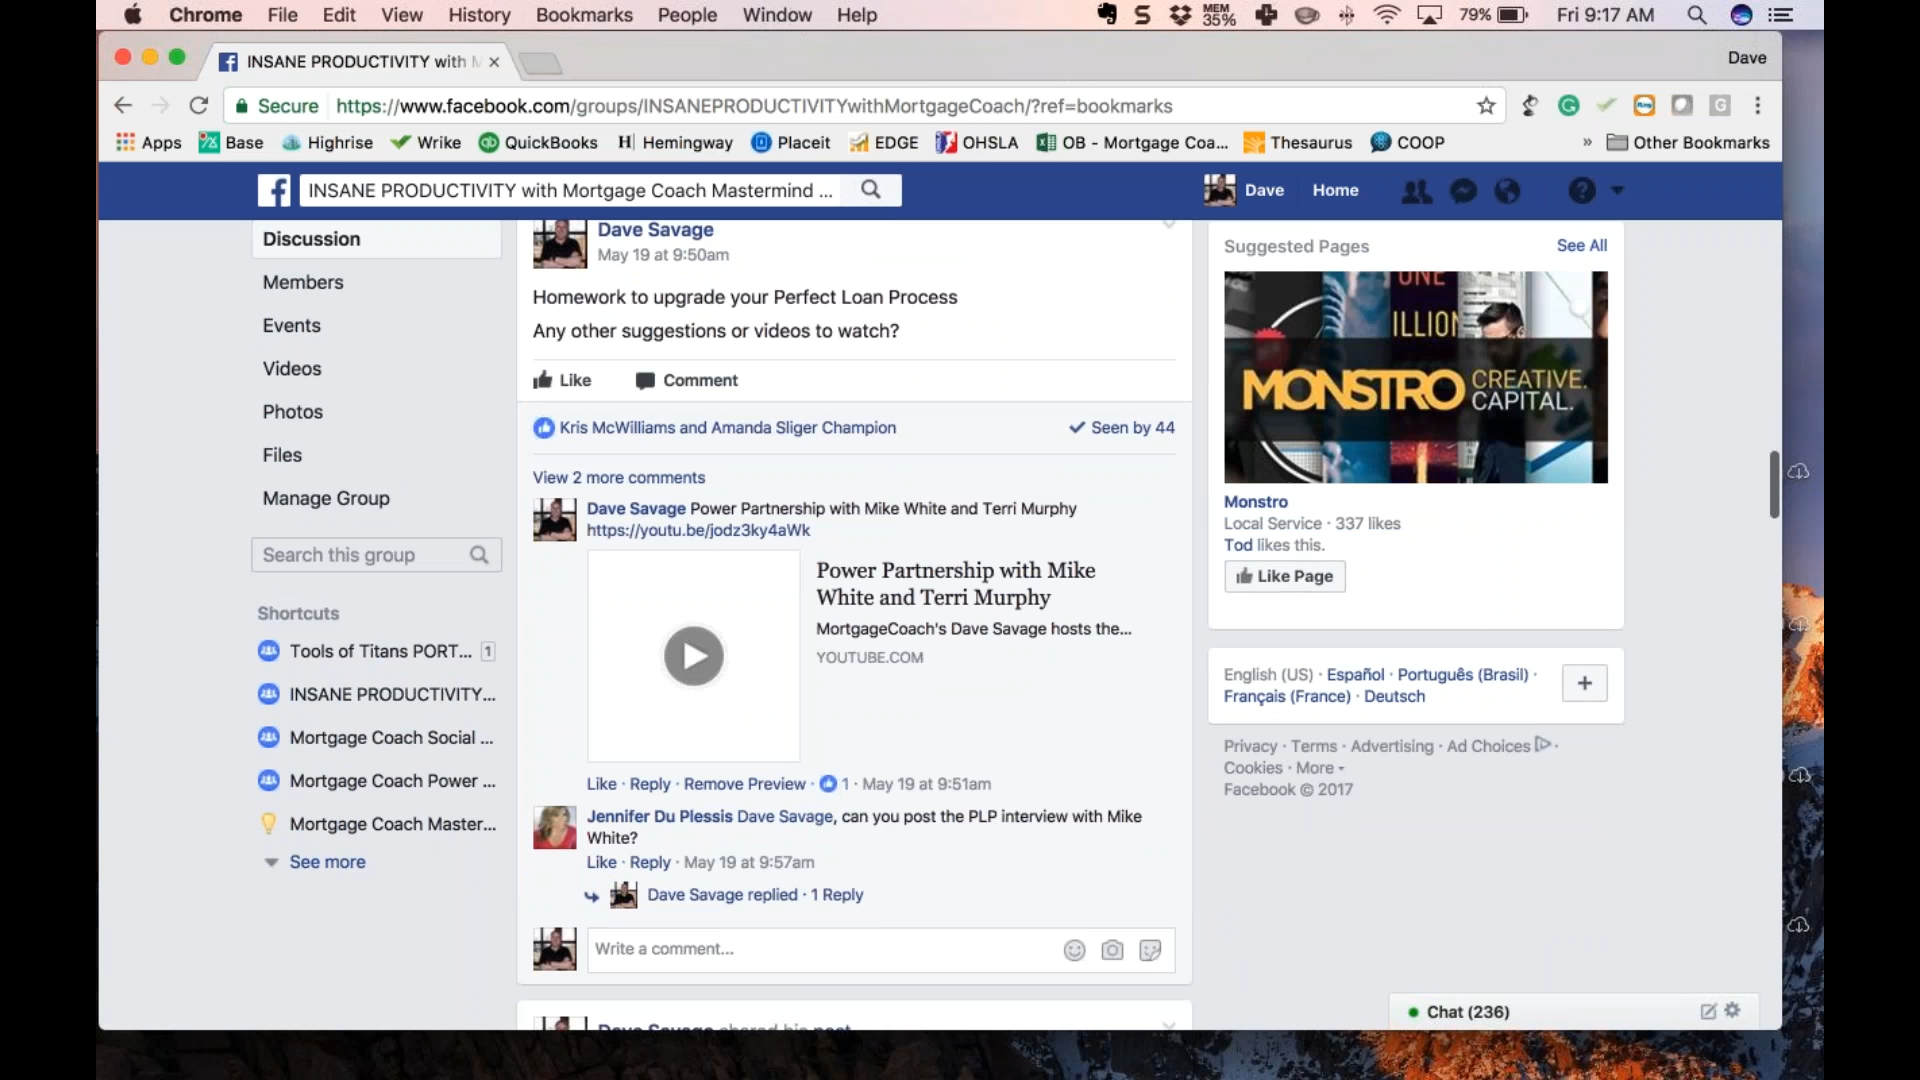 Chrome File Edit View History Bookmarks People Window Help
MEM
35%
79%
Fri 9:17 AM
INSANE PRODUCTIVITY with M
Dave
Secure
https://www.facebook.com/groups/INSANEPRODUCTIVITYwithMortgageCoach/?ref=bookmarks
Apps Base Highrise Wrike QuickBooks Hemingway Placeit EDGE OHSLA OB - Mortgage Coa... Thesaurus COOP » Other Bookmarks
INSANE PRODUCTIVITY with Mortgage Coach Mastermind ...
Dave Home
Discussion
Members
Events
Videos
Photos
Files
Manage Group
Search this group
Shortcuts
Tools of Titans PORT... 1
INSANE PRODUCTIVITY...
Mortgage Coach Social ...
Mortgage Coach Power ...
Mortgage Coach Master...
See more
Dave Savage
May 19 at 9:50am
Homework to upgrade your Perfect Loan Process
Any other suggestions or videos to watch?
Like Comment
Kris McWilliams and Amanda Sliger Champion
Seen by 44
View 2 more comments
Dave Savage Power Partnership with Mike White and Terri Murphy
https://youtu.be/jodz3ky4aWk
Power Partnership with Mike
White and Terri Murphy
MortgageCoach's Dave Savage hosts the...
YOUTUBE.COM
Like · Reply · Remove Preview · 1 · May 19 at 9:51am
Jennifer Du Plessis Dave Savage, can you post the PLP interview with Mike
White?
Like · Reply · May 19 at 9:57am
Dave Savage replied · 1 Reply
Write a comment...
Dave Savage shared his post
Suggested Pages
See All
ONE
ILLION
MONSTRO CREATIVE.
CAPITAL.
Monstro
Local Service · 337 likes
Tod likes this.
Like Page
English (US) · Español · Português (Brasil) ·
Français (France) · Deutsch
Privacy · Terms · Advertising · Ad Choices ·
Cookies · More
Facebook © 2017
Chat (236)